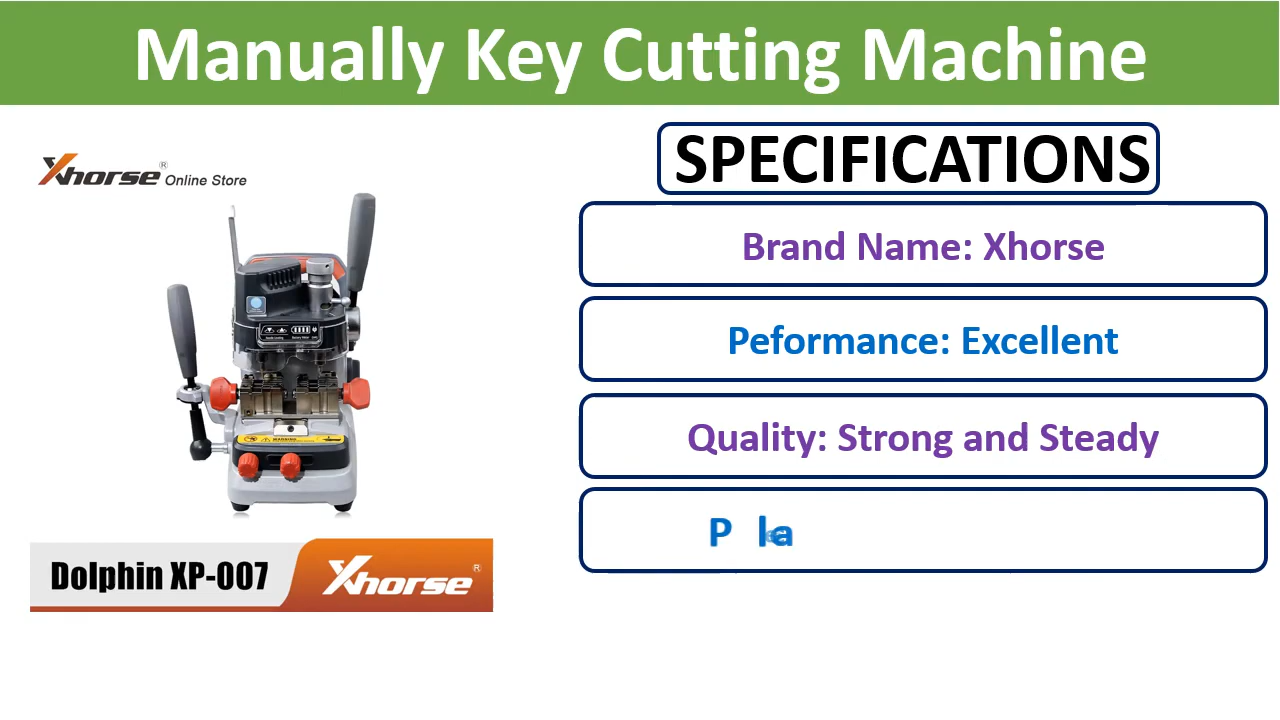 Manually Key Cutting Machine
Xhorse® Online Store
SPECIFICATIONS
Brand Name: Xhorse
Peformance: Excellent
Quality: Strong and Steady
WARNING
Dolphin XP-007
Xhorse®